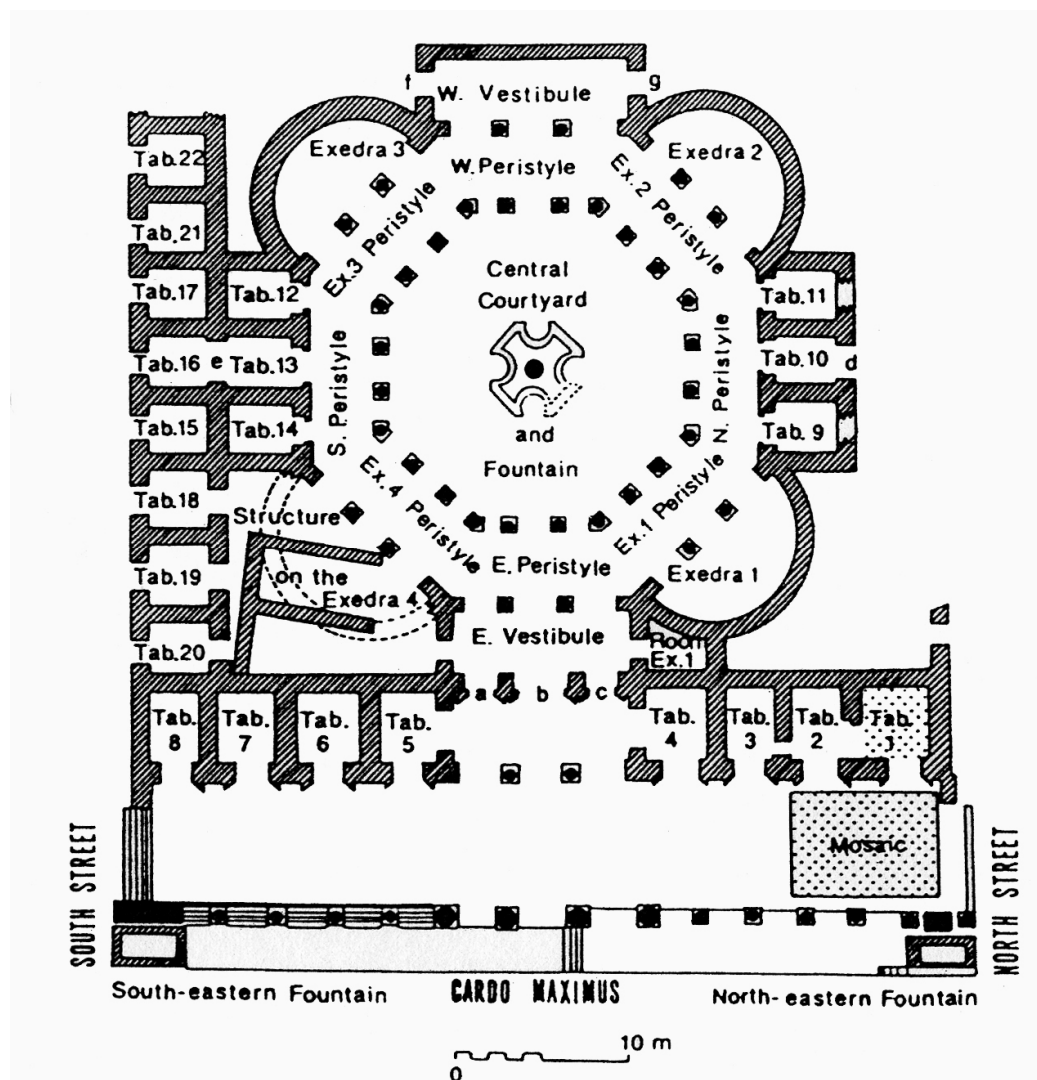 f
g
W. Vestibule
Exedra 3
Exedra 2
Tab.22
W. Peristyle
Ex.2 Peristyle
Tab.21
Ex.3 Peristyle
Central
Courtyard
Tab.17
Tab.12
Tab.11
Tab.16
e
Tab.13
Tab.10
d
S. Peristyle
N. Peristyle
Tab.15
Tab.14
and
Fountain
Tab. 9
Tab.18
Structure
Ex.4 Peristyle
Ex.1 Peristyle
Tab.19
on the
Exedra 4
E. Peristyle
Exedra 1
Tab.20
E. Vestibule
Room
Ex.1
a
b
c
Tab.
8
Tab.
7
Tab.
6
Tab.
5
Tab.
4
Tab.
3
Tab.
2
Tab.
1
Mosaic
SOUTH STREET
NORTH STREET
South-eastern Fountain
CARDO MAXIMUS
North-eastern Fountain
10 m
0